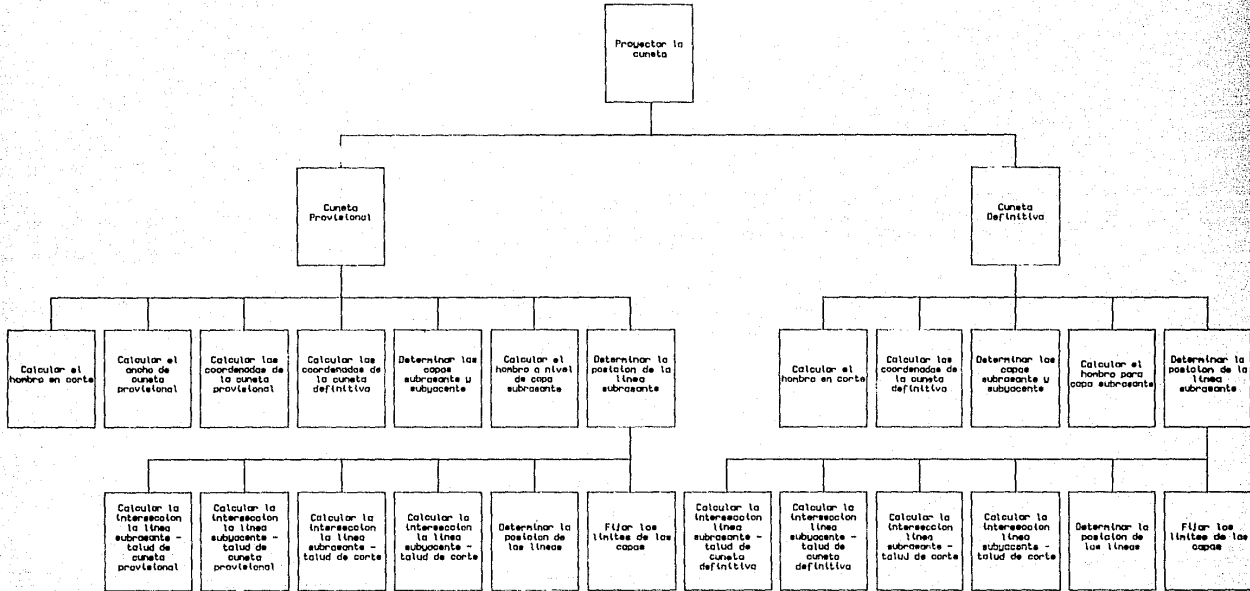 Proyectar la
cuneta
Cuneta
Provisional
Cuneta
Definitiva
Calcular el
hombro en corte
Calcular el
ancho de
cuneta
provisional
Calcular las
coordenadas de
la cuneta
provisional
Calcular las
coordenadas de
la cuneta
definitiva
Determinar las
capas
subrasante y
subyacente
Calcular el
hombro a nivel
de capa
subrasante
Determinar la
posicion de la
linea
subrasante
Calcular el
hombro en corte
Calcular las
coordenadas de
la cuneta
definitiva
Determinar las
capas
subrasante y
subyacente
Calcular el
hombro para
capa subrasante
Determinar la
posicion de la
linea
subrasante
Calcular la
interseccion
la linea
subrasante -
talud de
cuneta
provisional
Calcular la
interseccion
la linea
subyacente -
talud de
cuneta
provisional
Calcular la
interseccion
la linea
subrasante -
talud de corte
Calcular la
interseccion
la linea
subyacente -
talud de corte
Determinar la
posicion de
las lineas
Fijar los
limites de las
capas
Calcular la
interseccion
linea
subrasante -
talud de
cuneta
definitiva
Calcular la
interseccion
linea
subyacente -
talud de
cuneta
definitiva
Calcular la
interseccion
linea
subrasante -
talud de corte
Calcular la
interseccion
linea
subyacente -
talud de corte
Determinar la
posicion de
las lineas
Fijar los
limites de las
capas